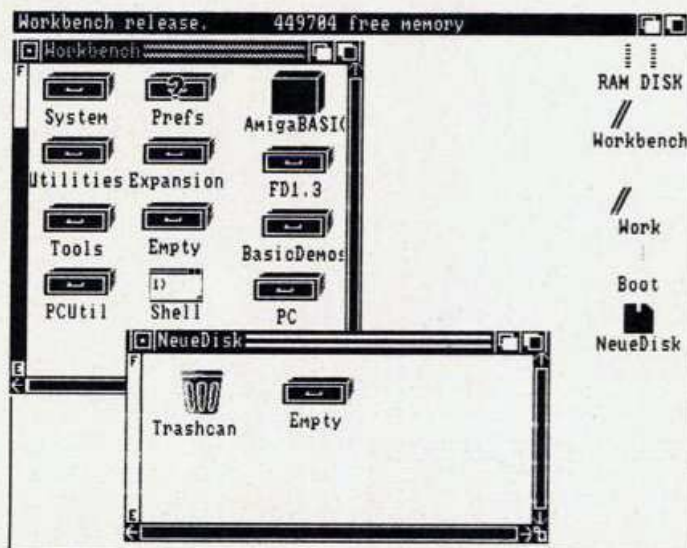 Workbench release. 449704 free memory
Workbench
F
System Prefs AmigaBASIC
Utilities Expansion FD1.3
Tools Empty BasicDemos
1>
PCUtil Shell PC
E
RAM DISK
Workbench
Work
Boot
NeueDisk
NeueDisk
F
Trashcan Empty
E